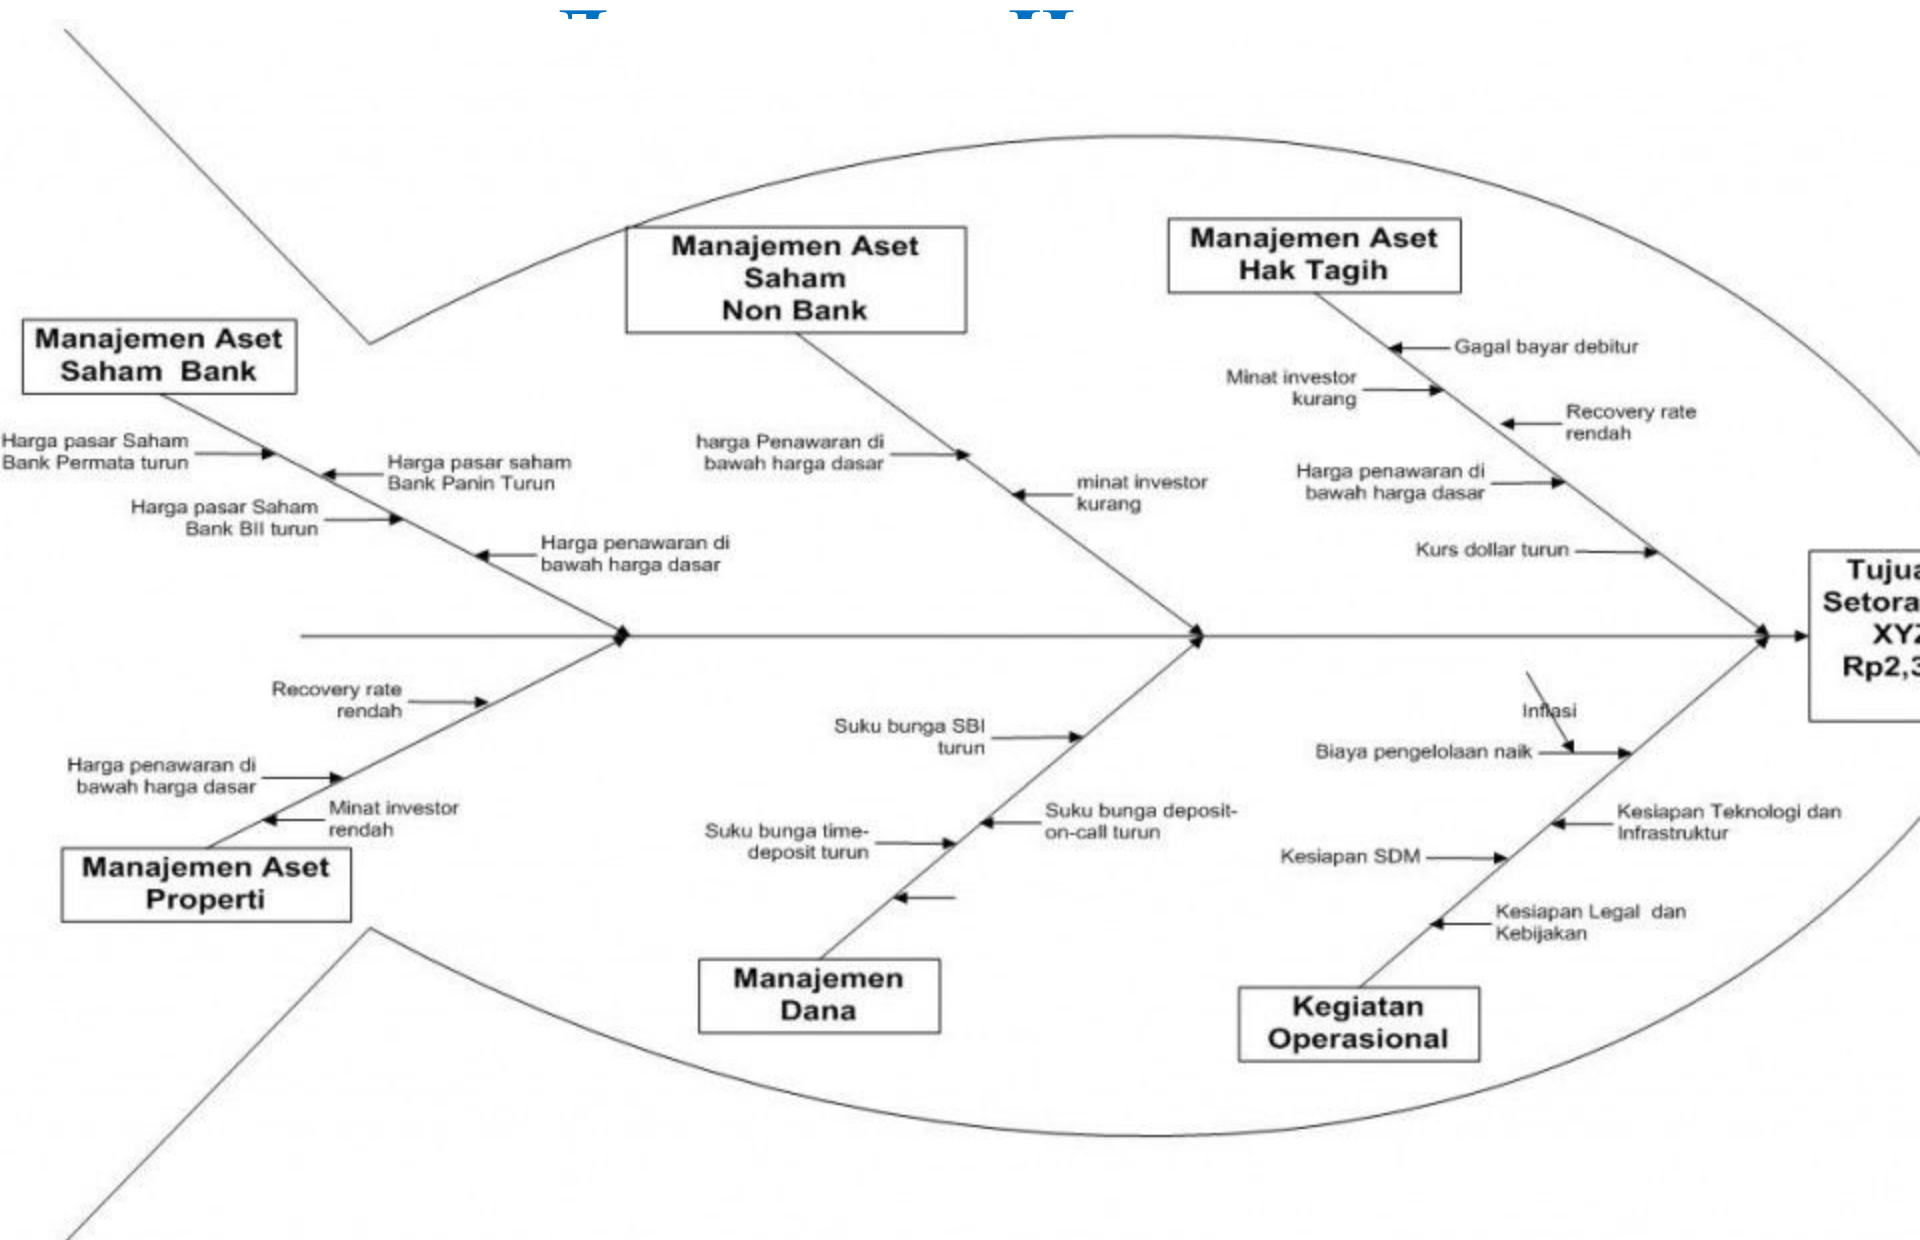 Manajemen Aset
Saham Bank
Harga pasar Saham
Bank Permata turun
Harga pasar saham
Bank Panin Turun
Harga pasar Saham
Bank BII turun
Harga penawaran di
bawah harga dasar
Manajemen Aset
Saham
Non Bank
harga Penawaran di
bawah harga dasar
minat investor
kurang
Manajemen Aset
Hak Tagih
Gagal bayar debitur
Minat investor
kurang
Recovery rate
rendah
Harga penawaran di
bawah harga dasar
Kurs dollar turun
Recovery rate
rendah
Harga penawaran di
bawah harga dasar
Minat investor
rendah
Manajemen Aset
Properti
Suku bunga SBI
turun
Suku bunga deposit-
on-call turun
Suku bunga time-
deposit turun
Manajemen
Dana
Inflasi
Biaya pengelolaan naik
Kesiapan Teknologi dan
Infrastruktur
Kesiapan SDM
Kesiapan Legal dan
Kebijakan
Kegiatan
Operasional
Tujua
Setora
XYZ
Rp2,3